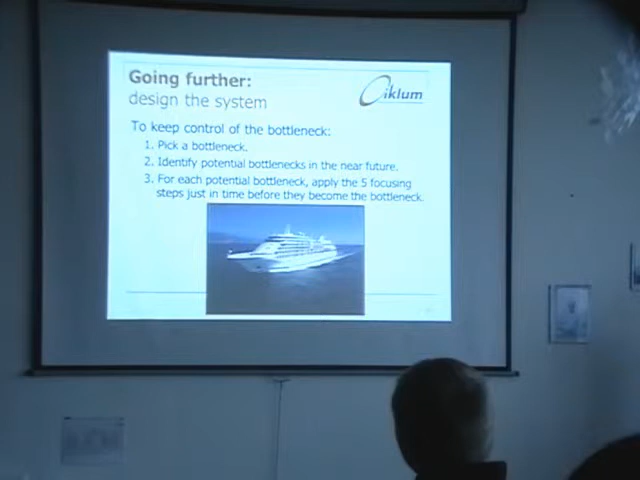 Going further:
design the system
Ciklum
To keep control of the bottleneck:
1. Pick a bottleneck.
2. Identify potential bottlenecks in the near future.
3. For each potential bottleneck, apply the 5 focusing
steps just in time before they become the bottleneck.